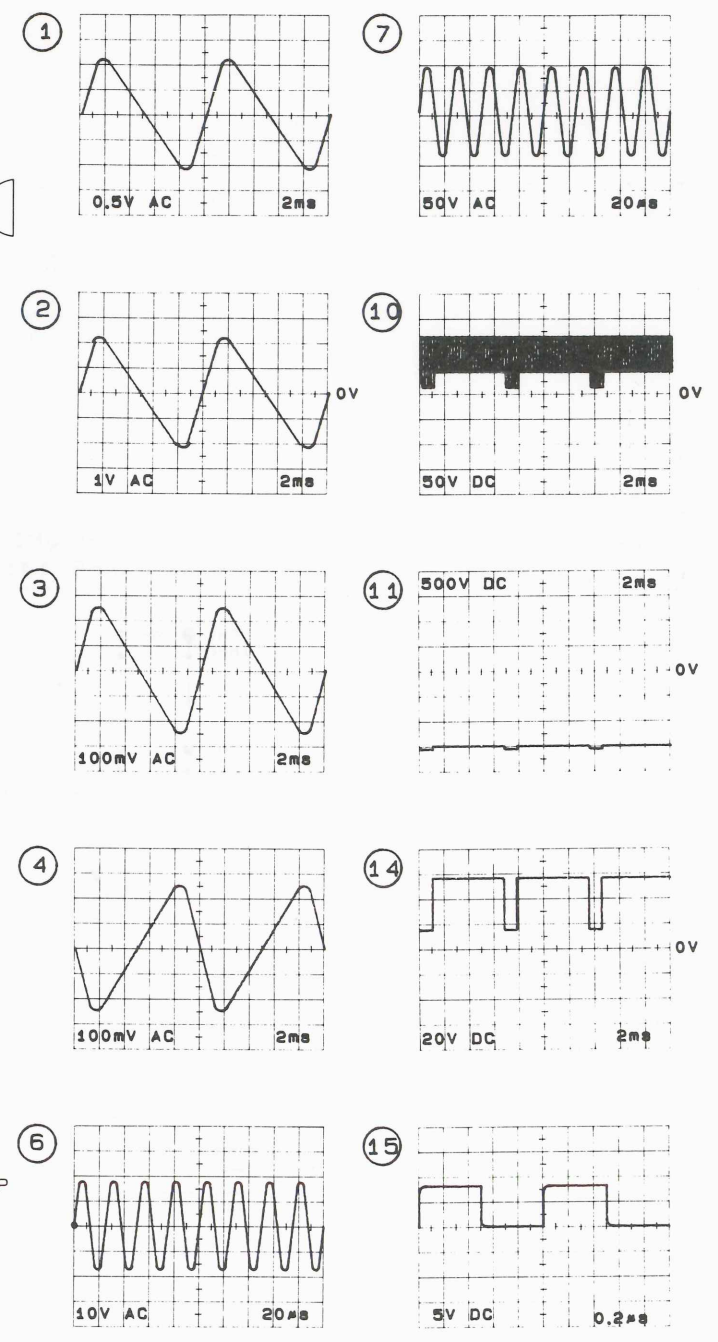 1
0.5V AC 2ms
2
0V
1V AC 2ms
3
100mV AC 2ms
4
100mV AC 2ms
6
10V AC 20µs
7
50V AC 20µs
10
0V
50V DC 2ms
11
500V DC 2ms
0V
14
0V
20V DC 2ms
15
5V DC 0.2µs